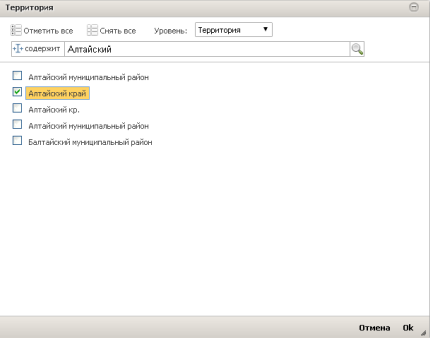 Территория
Отметить все Снять все Уровень: Территория
содержит Алтайский
Алтайский муниципальный район
Алтайский край
Алтайский кр.
Алтайский муниципальный район
Балтайский муниципальный район
Отмена Ok